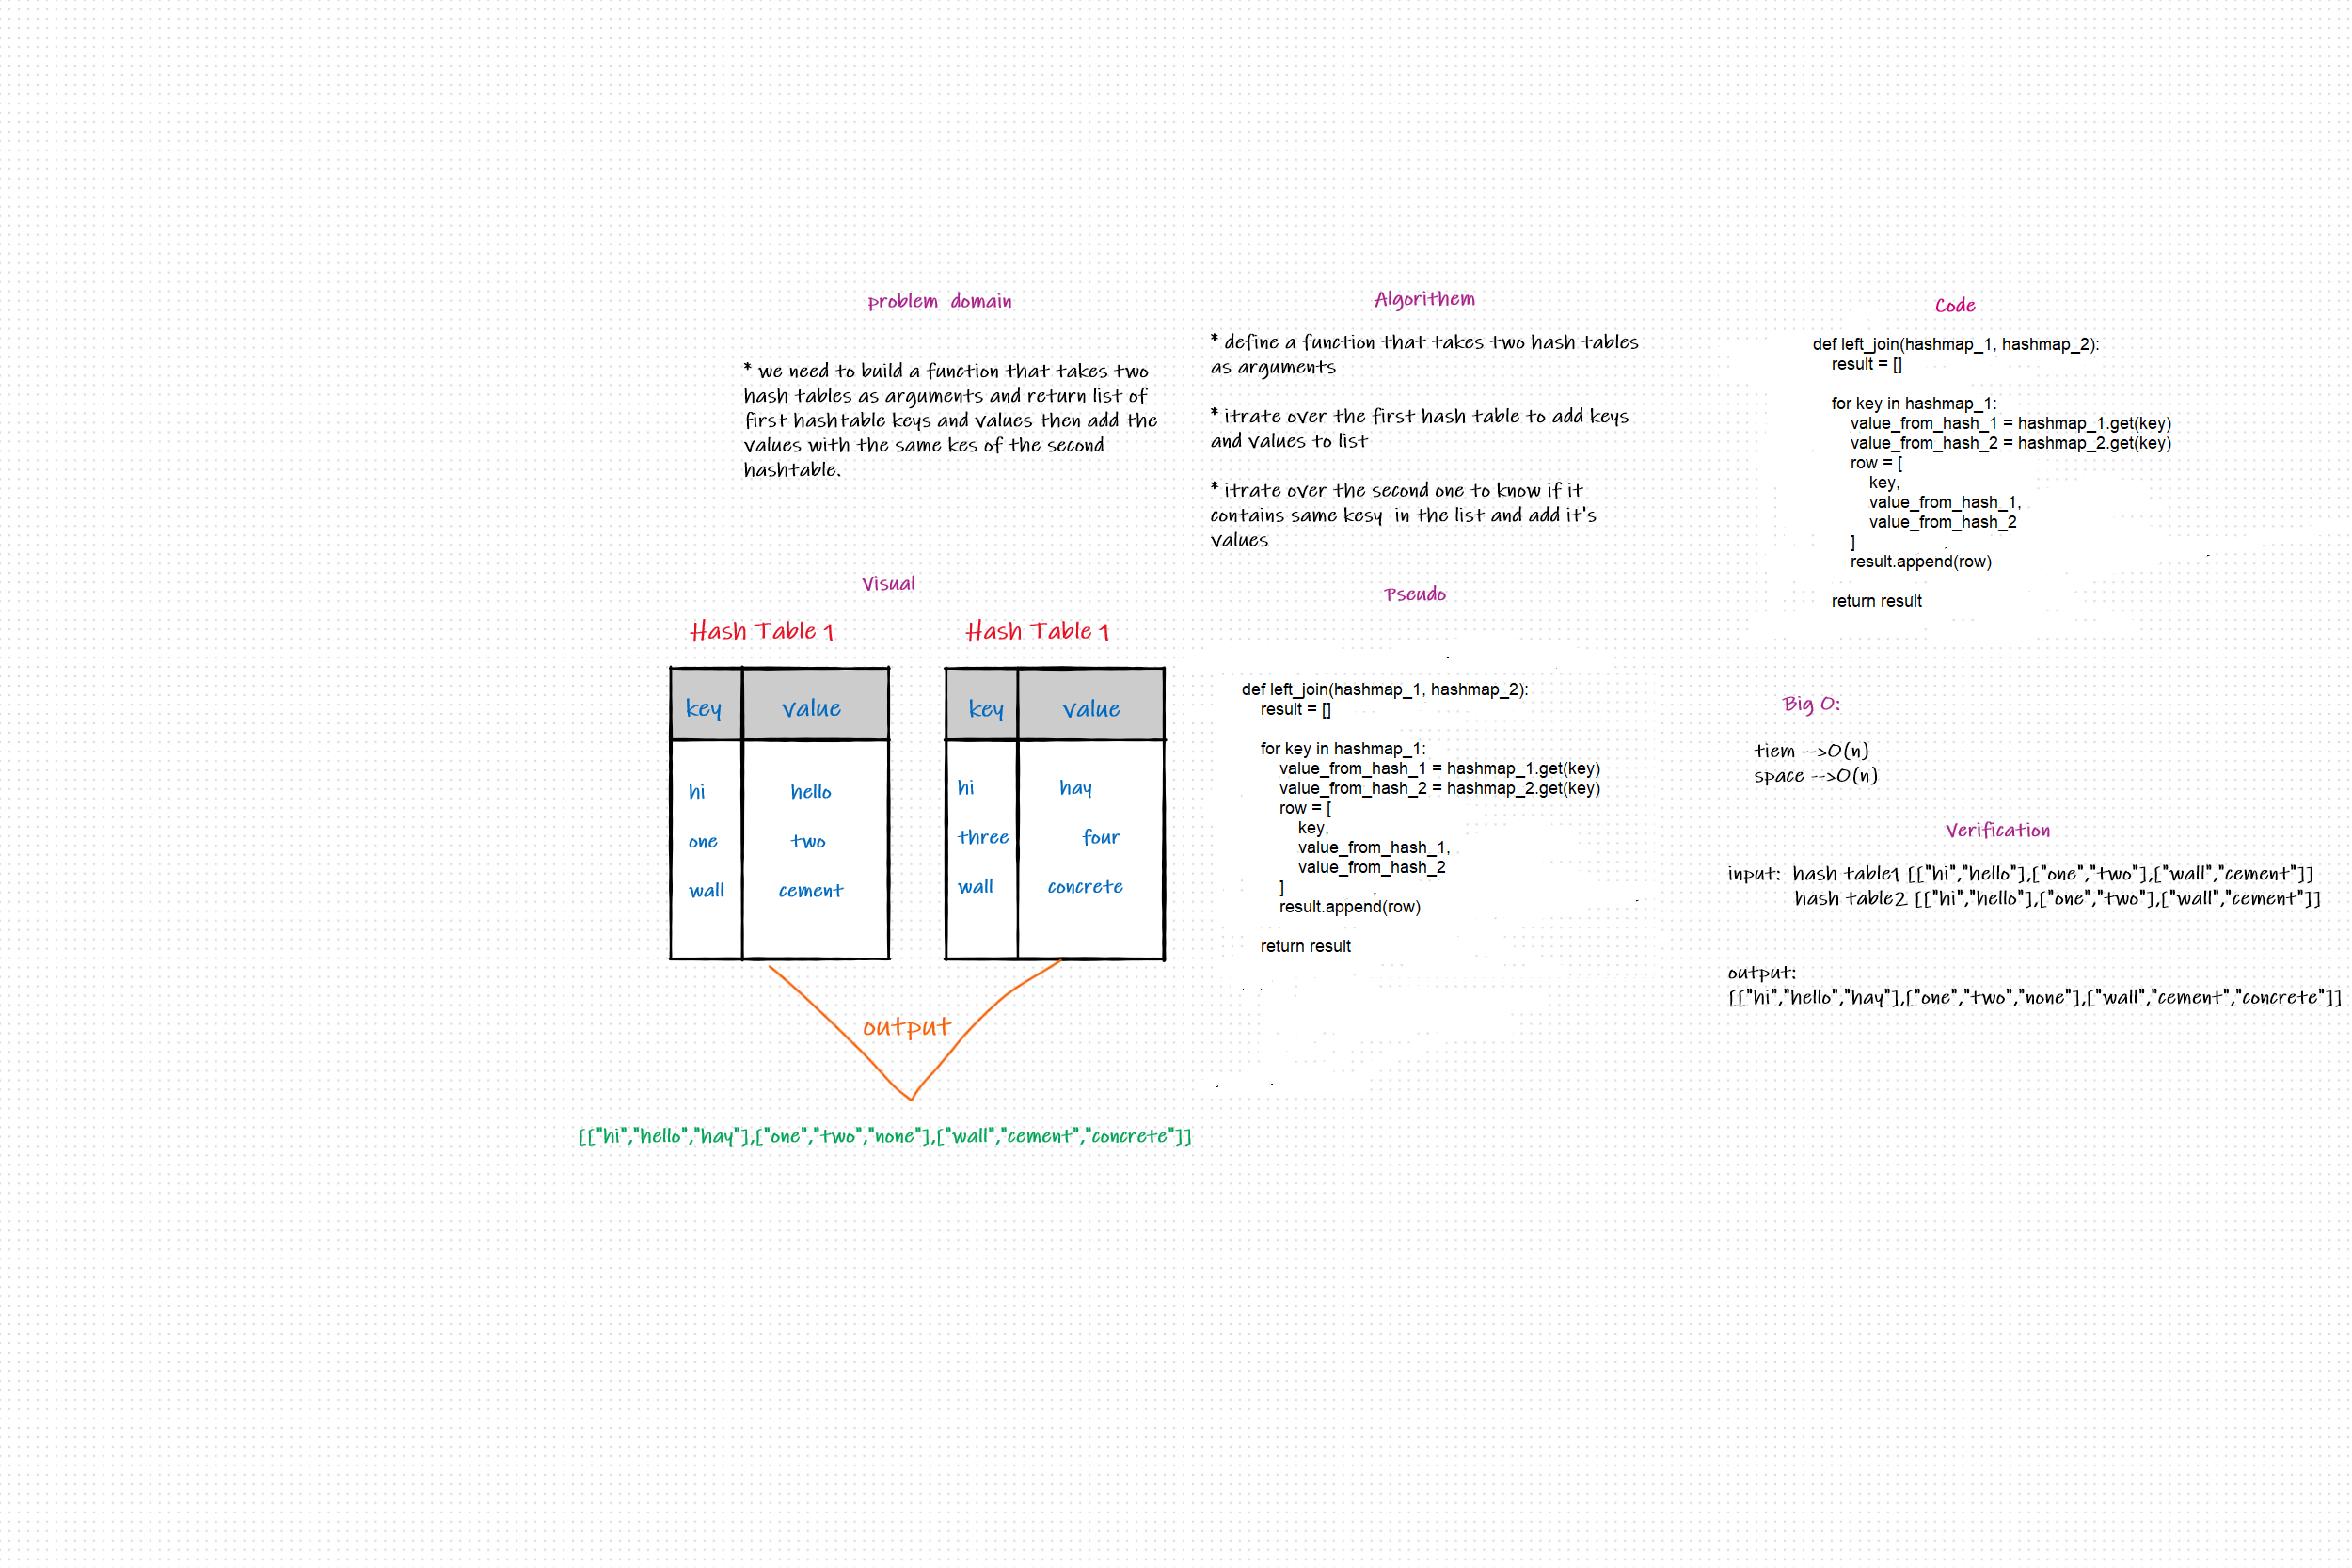 problem domain
* we need to build a function that takes two
hash tables as arguments and return list of
first hashtable keys and values then add the
values with the same kes of the second
hashtable.
Algorithem
* define a function that takes two hash tables
as arguments
* itrate over the first hash table to add keys
and values to list
* itrate over the second one to know if it
contains same kesy in the list and add it's
values
Code
def left_join(hashmap_1, hashmap_2):
result = []
for key in hashmap_1:
value_from_hash_1 = hashmap_1.get(key)
value_from_hash_2 = hashmap_2.get(key)
row = [
key,
value_from_hash_1,
value_from_hash_2
]
result.append(row)
return result
Visual
Hash Table 1
key value
hi hello
one two
wall cement
Hash Table 1
key value
hi hay
three four
wall concrete
output
[["hi","hello","hay"],["one","two","none"],["wall","cement","concrete"]]
Pseudo
def left_join(hashmap_1, hashmap_2):
result = []
for key in hashmap_1:
value_from_hash_1 = hashmap_1.get(key)
value_from_hash_2 = hashmap_2.get(key)
row = [
key,
value_from_hash_1,
value_from_hash_2
]
result.append(row)
return result
Big O:
tiem -->O(n)
space -->O(n)
Verification
input: hash table1 [["hi","hello"],["one","two"],["wall","cement"]]
hash table2 [["hi","hello"],["one","two"],["wall","cement"]]
output:
[["hi","hello","hay"],["one","two","none"],["wall","cement","concrete"]]